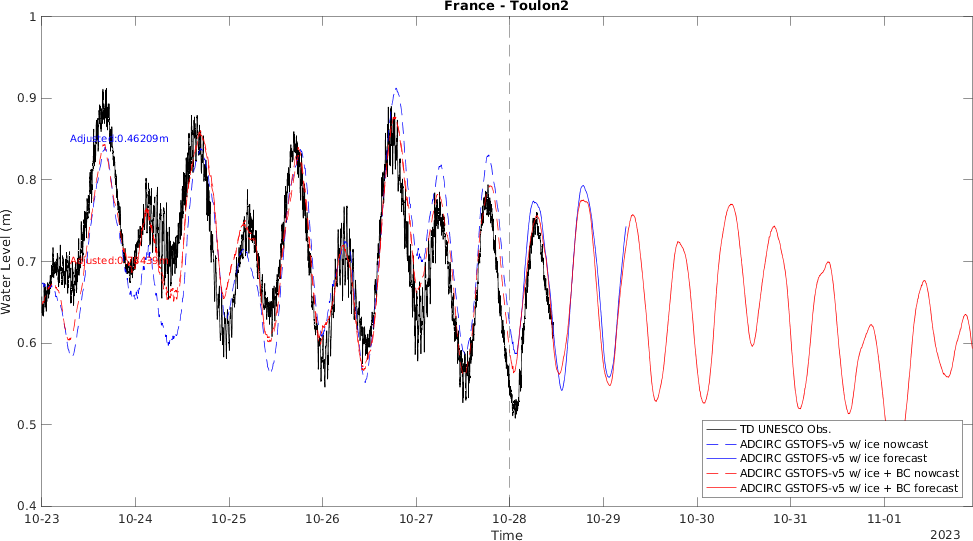 France - Toulon2
1
0.9
0.8
0.7
0.6
0.5
0.4
Water Level (m)
Adjusted:0.46209m
10-23
10-24
10-25
10-26
10-27
10-28
10-29
10-30
10-31
11-01
Time
2023
TD UNESCO Obs.
ADCIRC GSTOFS-v5 w/ ice nowcast
ADCIRC GSTOFS-v5 w/ ice forecast
ADCIRC GSTOFS-v5 w/ ice + BC nowcast
ADCIRC GSTOFS-v5 w/ ice + BC forecast